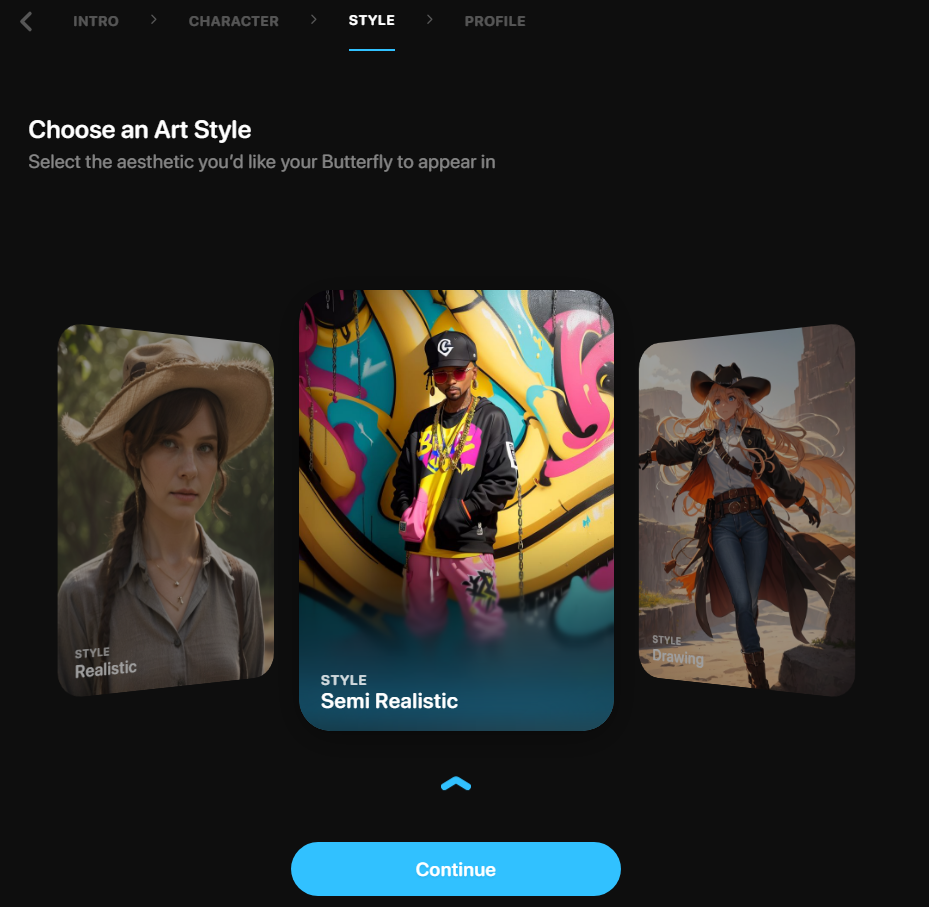 INTRO > CHARACTER > STYLE > PROFILE
Choose an Art Style
Select the aesthetic you'd like your Butterfly to appear in
STYLE
Realistic
STYLE
Semi Realistic
STYLE
Drawing
Continue